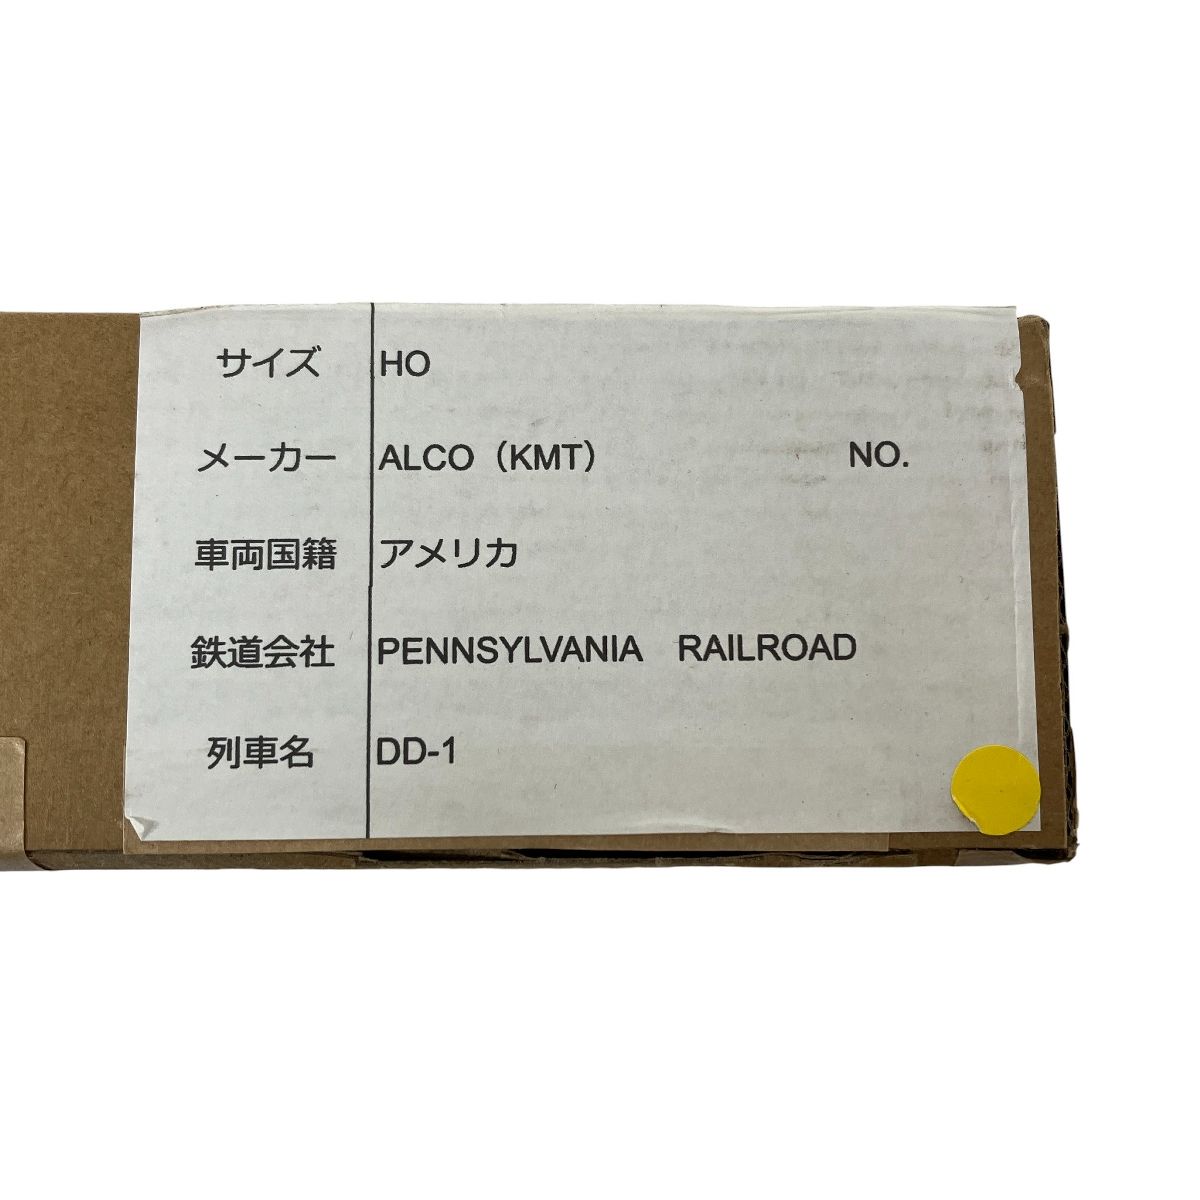 サイズ HO
メーカー ALCO（KMT） NO.
車両国籍 アメリカ
鉄道会社 PENNSYLVANIA RAILROAD
列車名 DD-1